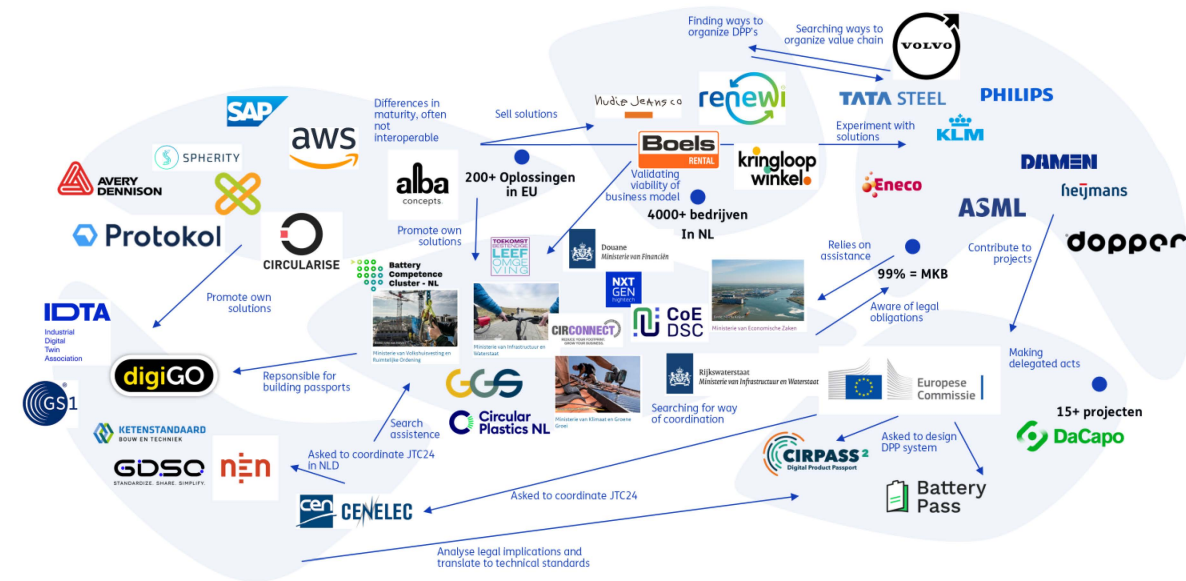 Finding ways to
organize DPP's
Searching ways to
organize value chain
VOLVO
SAP
aws
Differences in
maturity, often
not
interoperable
Sell solutions
nudie Jeans co
renewi
TATA STEEL
PHILIPS
KLM
Experiment with
solutions
SPHERITY
AVERY
DENNISON
alba
concepts.
200+ Oplossingen
in EU
Boels
RENTAL
kringloop
winkel
Validating
viability of
business model
4000+ bedrijven
In NL
DAMEN
heijmans
Eneco
ASML
dopper
Protokol
CIRCULARISE
Promote own
solutions
TOEKOMST
BESTENDIGE
LEEF
OMGE
VING
Douane
Ministerie van Financiën
Relies on
assistance
99% = MKB
Contribute to
projects
Battery
Competence
Cluster - NL
NXT
GEN
hightech
CIRCONNECT
CoE
DSC
Ministerie van Economische Zaken
Aware of legal
obligations
IDTA
Industrial
Digital
Twin
Association
Promote own
solutions
Ministerie van Volkshuisvesting en
Ruimtelijke Ordening
Ministerie van Infrastructuur en
Waterstaat
digiGO
Repsonsible for
building passports
GS1
GCS
Ministerie van Klimaat en Groene
Groei
Rijkswaterstaat
Ministerie van Infrastructuur en Waterstaat
Europese
Commissie
Making
delegated acts
15+ projecten
DaCapo
Circular
Plastics NL
Searching for way
of coordination
Search
assistence
KETENSTANDAARD
BOUW EN TECHNIEK
GDSO
STANDARDIZE. SHARE. SIMPLIFY.
nen
Asked to coordinate JTC24
in NLD
CIRPASS 2
Digital Product Passport
Asked to design
DPP system
Battery
Pass
cen
CENELEC
Asked to coordinate JTC24
Analyse legal implications and
translate to technical standards